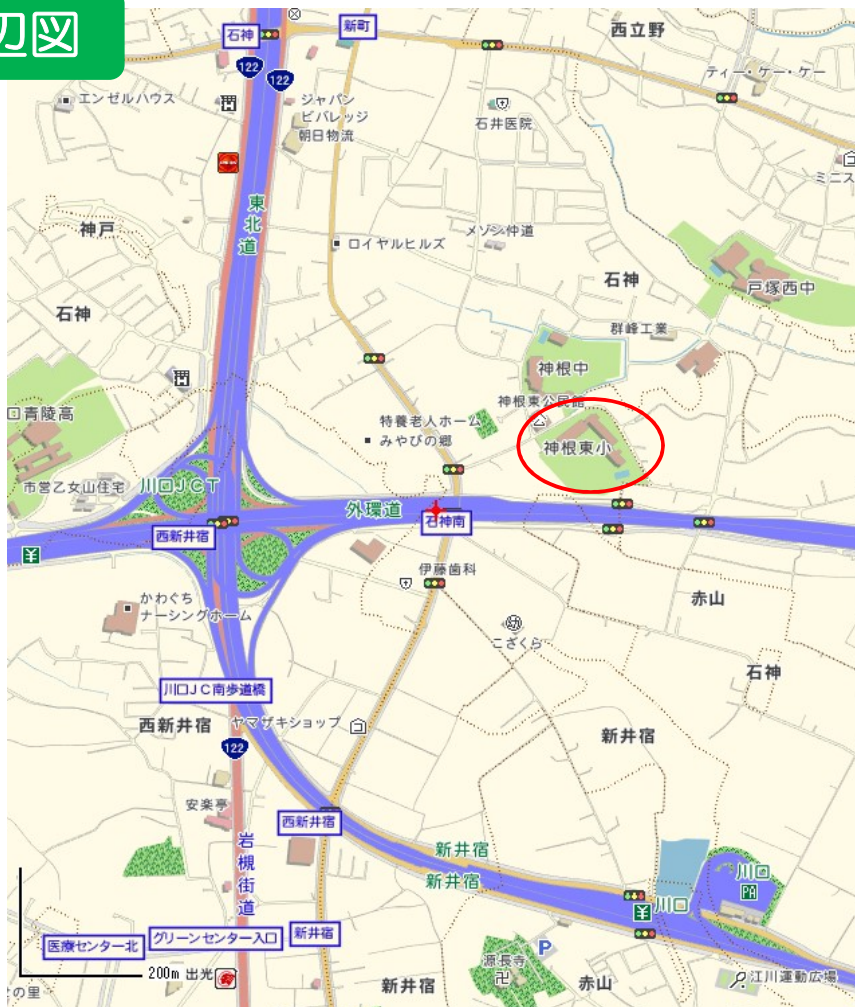 辺図
石神
新町
西立野
122
122
ティー・ケー・ケー
エンゼルハウス
ジャパン
ビバレッジ
朝日物流
石井医院
ミニス
東北道
神戸
ロイヤルヒルズ
メゾン仲道
石神
戸塚西中
石神
群峰工業
神根中
神根東公民館
青陵高
特養老人ホーム
みやびの郷
神根東小
市営乙女山住宅
川口JCT
外環道
石神南
西新井宿
¥
伊藤歯科
かわぐち
ナーシングホーム
赤山
こざくら
石神
川口JC南歩道橋
西新井宿
ヤマザキショップ
新井宿
122
安楽亭
西新井宿
岩槻街道
新井宿
新井宿
川口
PA
¥
川口
医療センター北
グリーンセンター入口
新井宿
P
源長寺
卍
200m
出光
江川運動広場
の里
新井宿
赤山